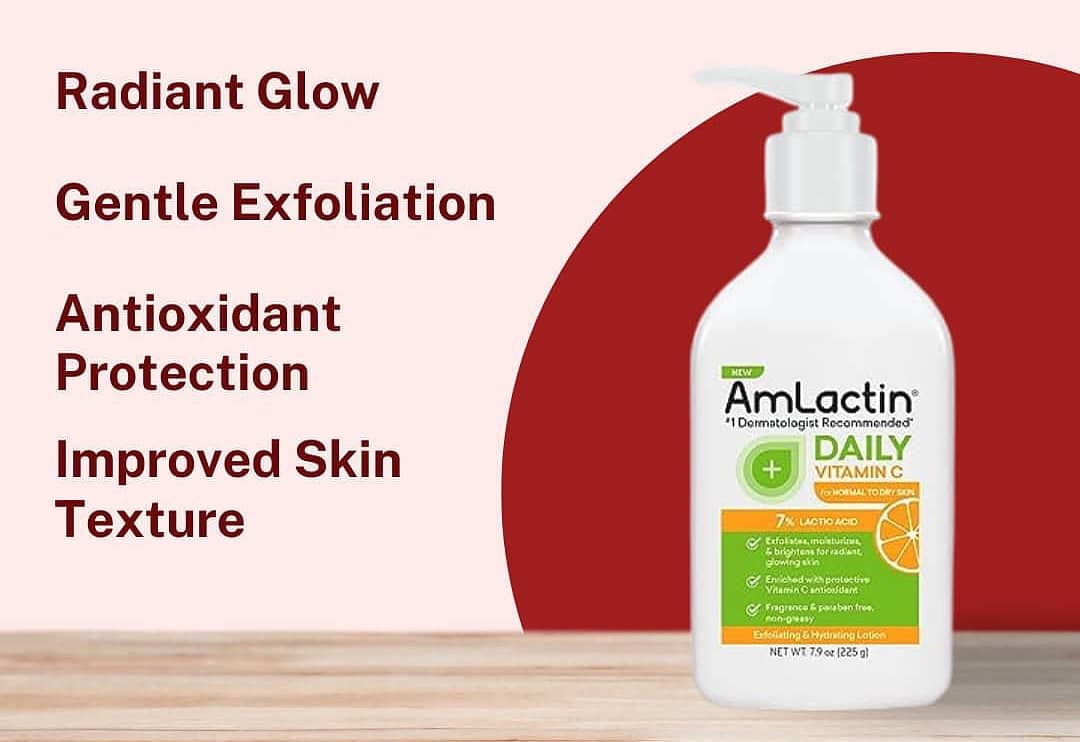 Radiant Glow
Gentle Exfoliation
Antioxidant
Protection
Improved Skin
Texture
NEW
AmLactin®
#1 Dermatologist Recommended*
DAILY
VITAMIN C
For NORMAL TO DRY SKIN
7% LACTIC ACID
Exfoliates, moisturizes,
& brightens for radiant,
glowing skin
Enriched with protective
Vitamin C antioxidant
Fragrance & paraben free,
non-greasy
Exfoliating & Hydrating Lotion
NET WT. 7.9 oz (225 g)